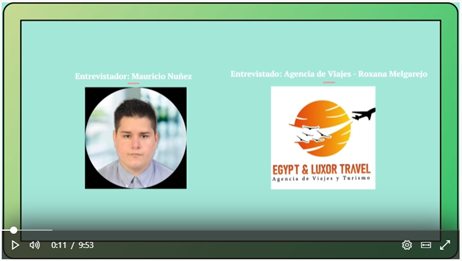 Entrevistador: Mauricio Nuñez
Entrevistado: Agencia de Viajes - Rosana Melgarejo
EGYPT & LUXOR TRAVEL
Agencia de Viajes y Turismo
0:11 / 9:53